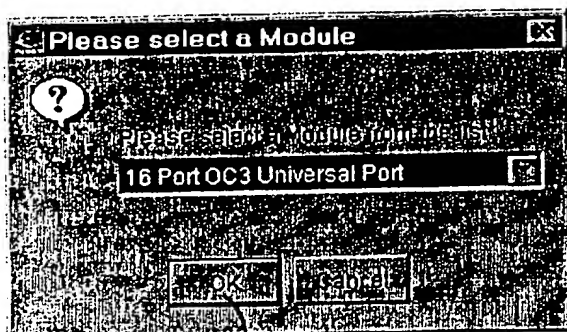 Please select a Module
?
Please select a Module from the list
16 Port OC3 Universal Port
OK
Cancel